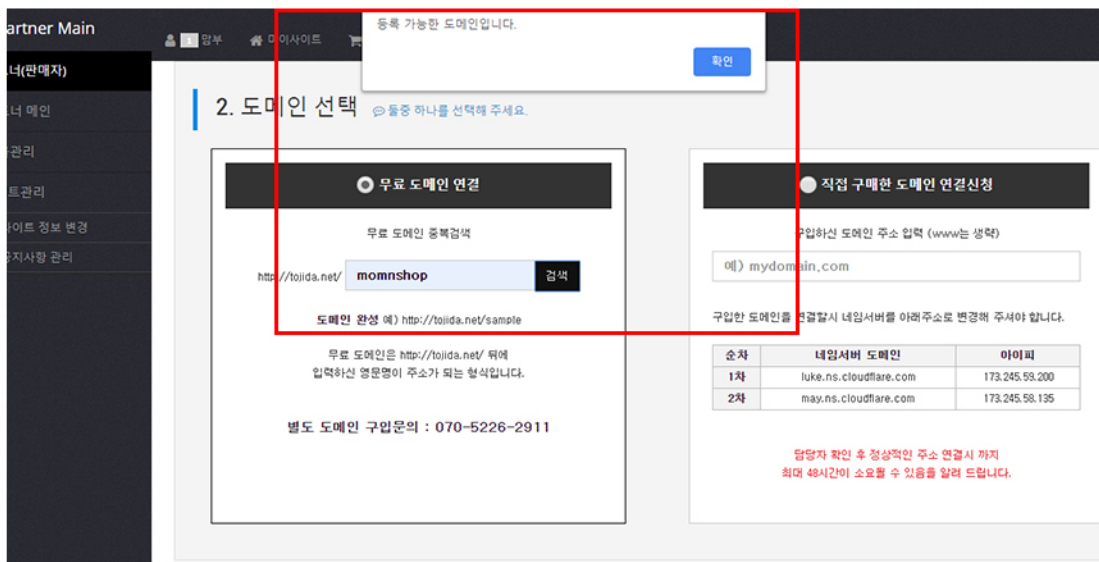 artner Main
너(판매자)
너 메인
관리
트관리
사이트 정보 변경
공지사항 관리
1 맘부
마이사이트
등록 가능한 도메인입니다.
확인
2. 도메인 선택
둘중 하나를 선택해 주세요.
무료 도메인 연결
무료 도메인 중복검색
http://tojida.net/ momnshop 검색
도메인 완성 예) http://tojida.net/sample
무료 도메인은 http://tojida.net/ 뒤에
입력하신 영문명이 주소가 되는 형식입니다.
별도 도메인 구입문의 : 070-5226-2911
직접 구매한 도메인 연결신청
구입하신 도메인 주소 입력 (www는 생략)
예) mydomain.com
구입한 도메인을 연결할시 네임서버를 아래주소로 변경해 주셔야 합니다.
순차 네임서버 도메인 아이피
1차 luke.ns.cloudflare.com 173.245.59.200
2차 may.ns.cloudflare.com 173.245.58.135
담당자 확인 후 정상적인 주소 연결시 까지
최대 48시간이 소요될 수 있음을 알려 드립니다.